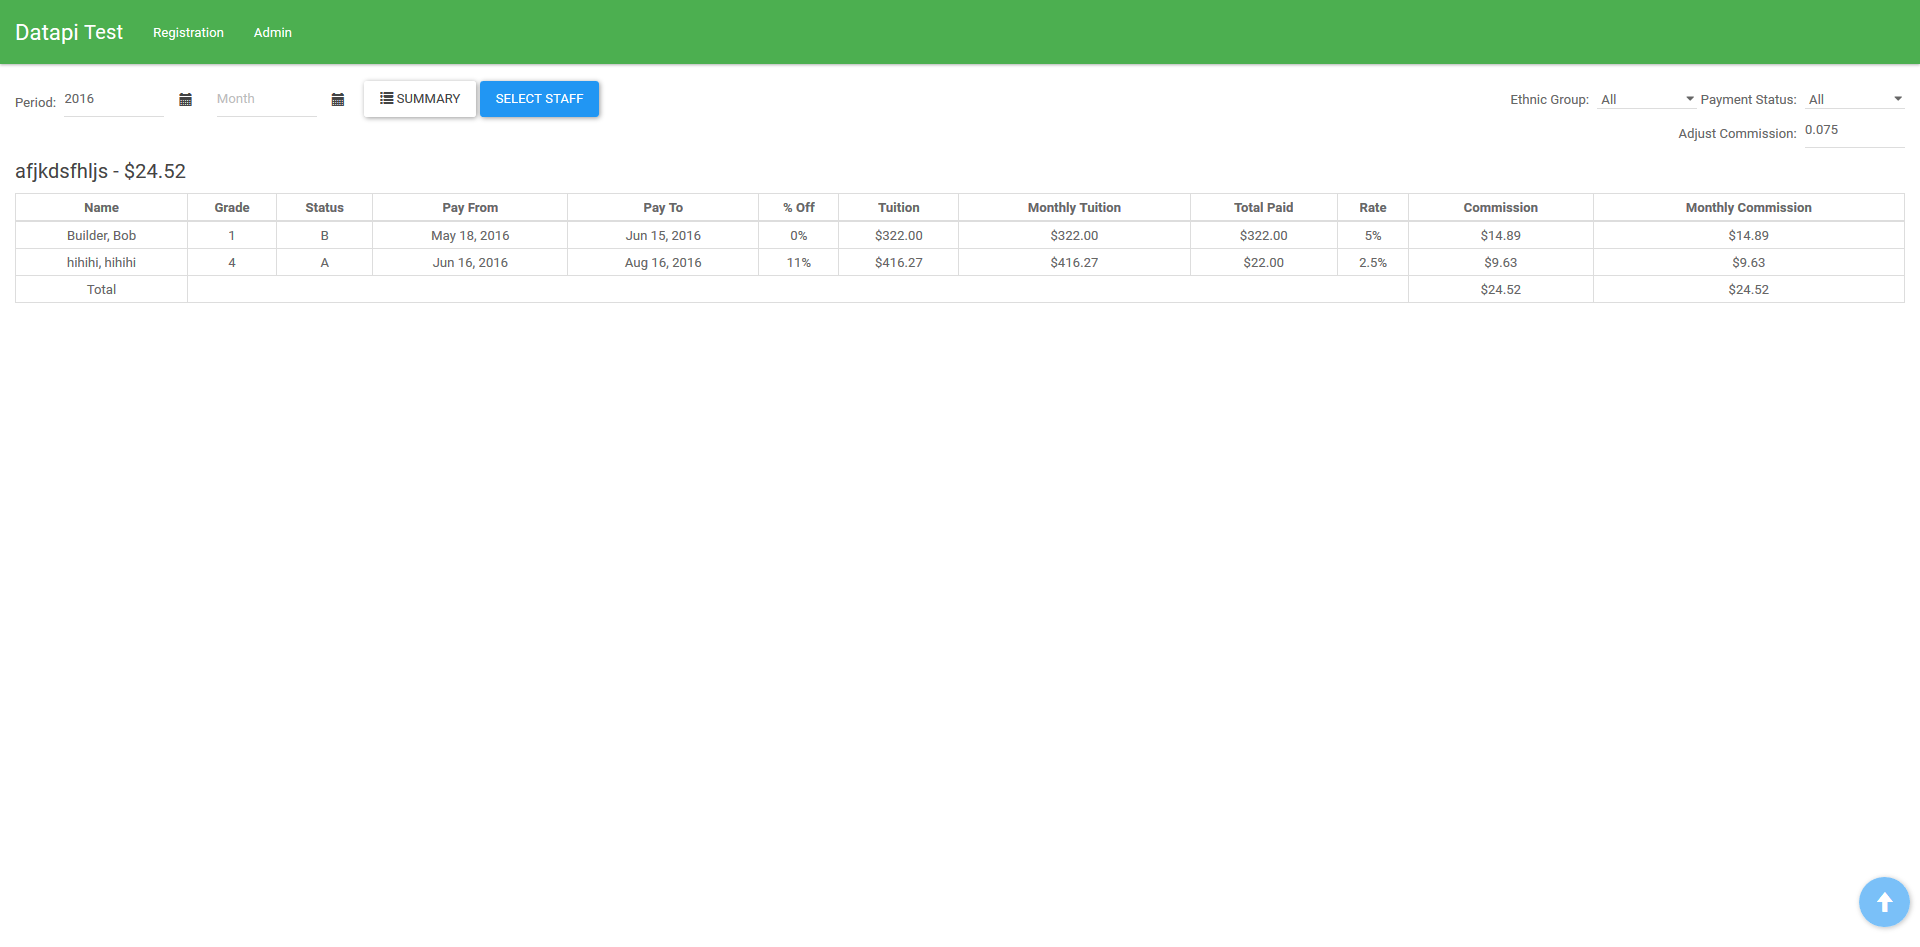 Datapi Test Registration Admin
Period: 2016 Month SUMMARY SELECT STAFF Ethnic Group: All Payment Status: All
Adjust Commission: 0.075
afjkdsfhljs - $24.52
Name Grade Status Pay From Pay To % Off Tuition Monthly Tuition Total Paid Rate Commission Monthly Commission
Builder, Bob 1 B May 18, 2016 Jun 15, 2016 0% $322.00 $322.00 $322.00 5% $14.89 $14.89
hihihi, hihihi 4 A Jun 16, 2016 Aug 16, 2016 11% $416.27 $416.27 $22.00 2.5% $9.63 $9.63
Total $24.52 $24.52